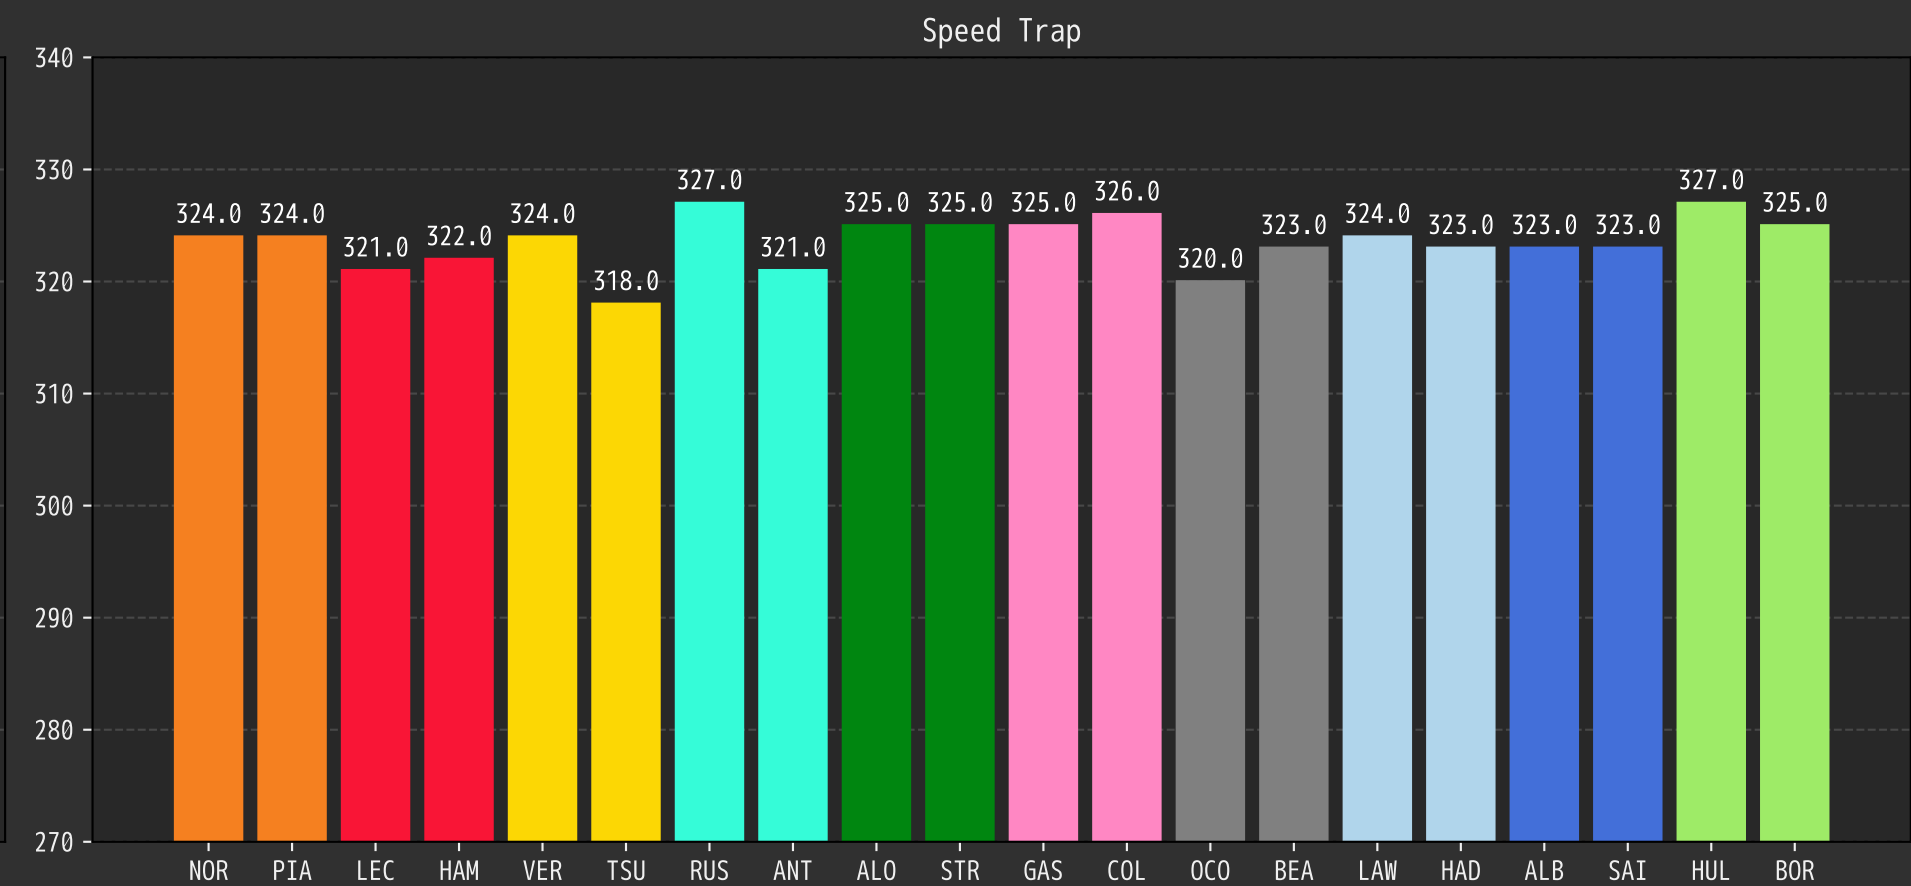 Speed Trap
340
330
320
310
300
290
280
270
324.0 324.0 321.0 322.0 324.0 318.0 327.0 321.0 325.0 325.0 325.0 326.0 320.0 323.0 324.0 323.0 323.0 323.0 327.0 325.0
NOR PIA LEC HAM VER TSU RUS ANT ALO STR GAS COL OCO BEA LAW HAD ALB SAI HUL BOR